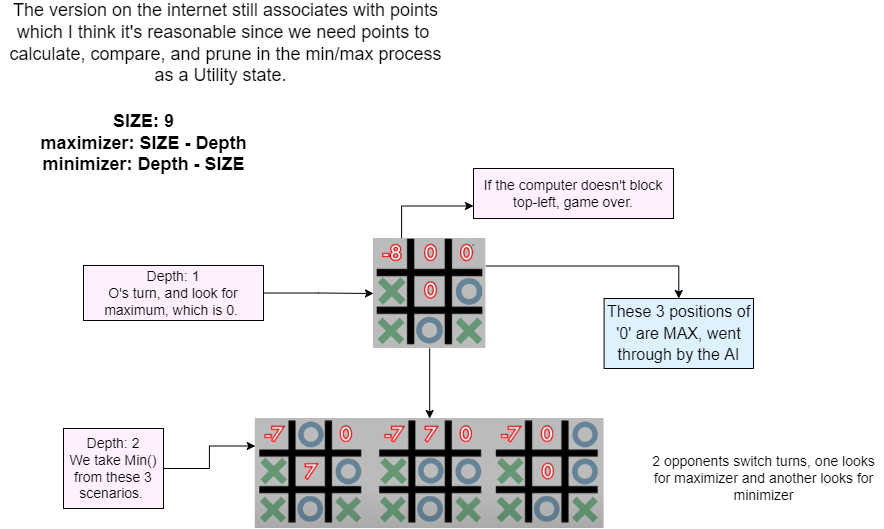 The version on the internet still associates with points
which I think it's reasonable since we need points to
calculate, compare, and prune in the min/max process
as a Utility state.
SIZE: 9
maximizer: SIZE - Depth
minimizer: Depth - SIZE
If the computer doesn't block
top-left, game over.
Depth: 1
O's turn, and look for
maximum, which is 0.
-8 0 0
X 0 O
X O X
These 3 positions of
'0' are MAX, went
through by the AI
Depth: 2
We take Min()
from these 3
scenarios.
-7 O 0
X 7 O
X O X
-7 7 0
X O O
X O X
-7 0 O
X 0 O
X O X
2 opponents switch turns, one looks
for maximizer and another looks for
minimizer